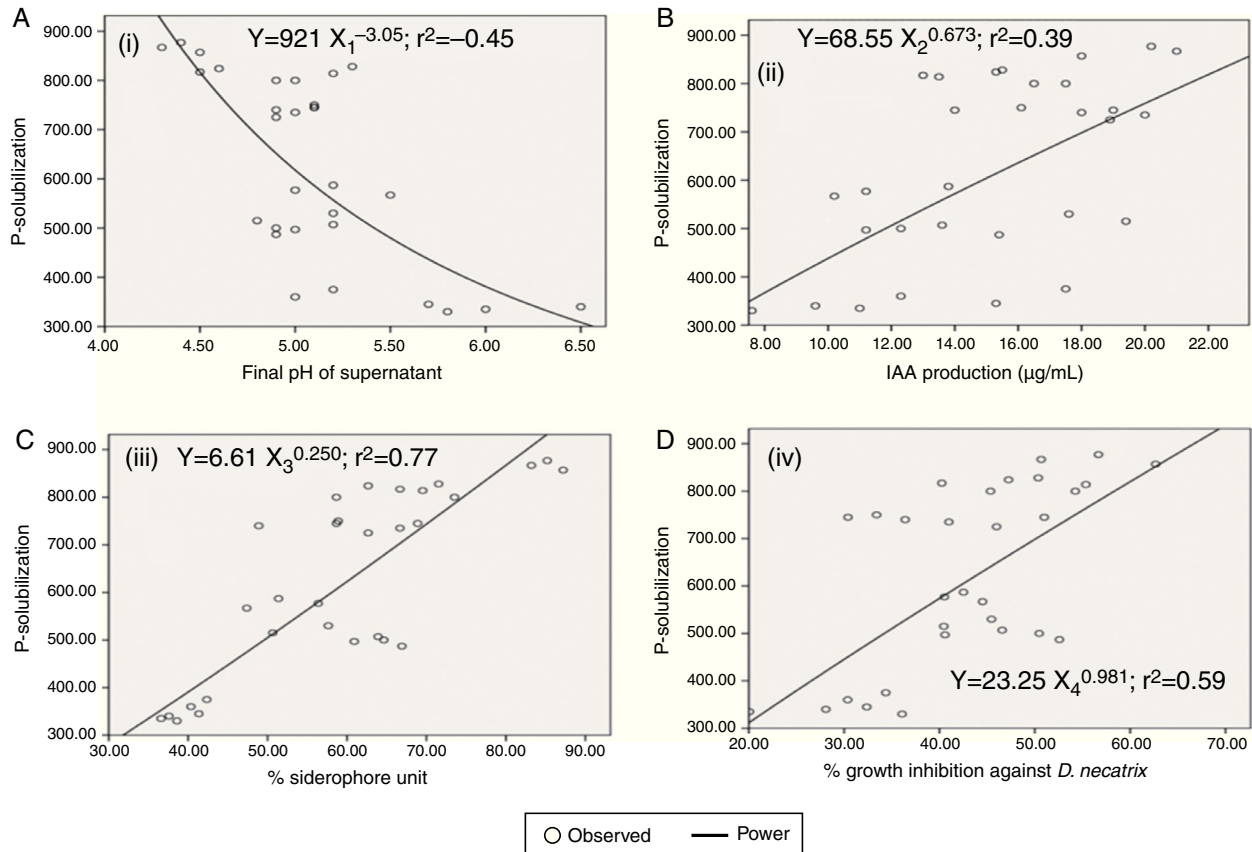 A
(i)
Y=921 X1–3.05; r2=–0.45
P-solubilization
900.00
800.00
700.00
600.00
500.00
400.00
300.00
4.00 4.50 5.00 5.50 6.00 6.50
Final pH of supernatant
B
(ii)
Y=68.55 X20.673; r2=0.39
P-solubilization
900.00
800.00
700.00
600.00
500.00
400.00
300.00
8.00 10.00 12.00 14.00 16.00 18.00 20.00 22.00
IAA production (μg/mL)
C
(iii) Y=6.61 X30.250; r2=0.77
P-solubilization
900.00
800.00
700.00
600.00
500.00
400.00
300.00
30.00 40.00 50.00 60.00 70.00 80.00 90.00
% siderophore unit
D
(iv)
Y=23.25 X40.981; r2=0.59
P-solubilization
900.00
800.00
700.00
600.00
500.00
400.00
300.00
20.00 30.00 40.00 50.00 60.00 70.00
% growth inhibition against D. necatrix
Observed Power